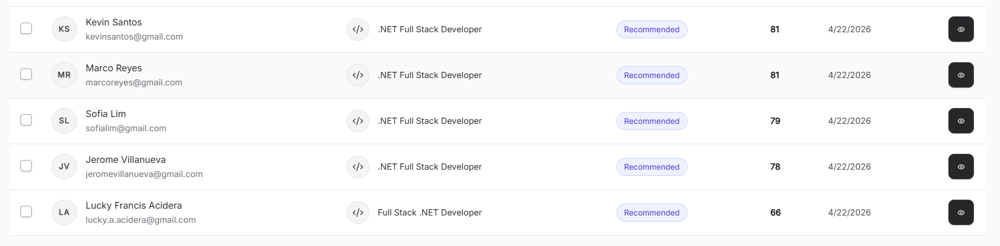 KS
Kevin Santos
kevinsantos@gmail.com
</> .NET Full Stack Developer
Recommended
81
4/22/2026
MR
Marco Reyes
marcoreyes@gmail.com
</> .NET Full Stack Developer
Recommended
81
4/22/2026
SL
Sofia Lim
sofialim@gmail.com
</> .NET Full Stack Developer
Recommended
79
4/22/2026
JV
Jerome Villanueva
jeromevillanueva@gmail.com
</> .NET Full Stack Developer
Recommended
78
4/22/2026
LA
Lucky Francis Acidera
lucky.a.acidera@gmail.com
</> Full Stack .NET Developer
Recommended
66
4/22/2026